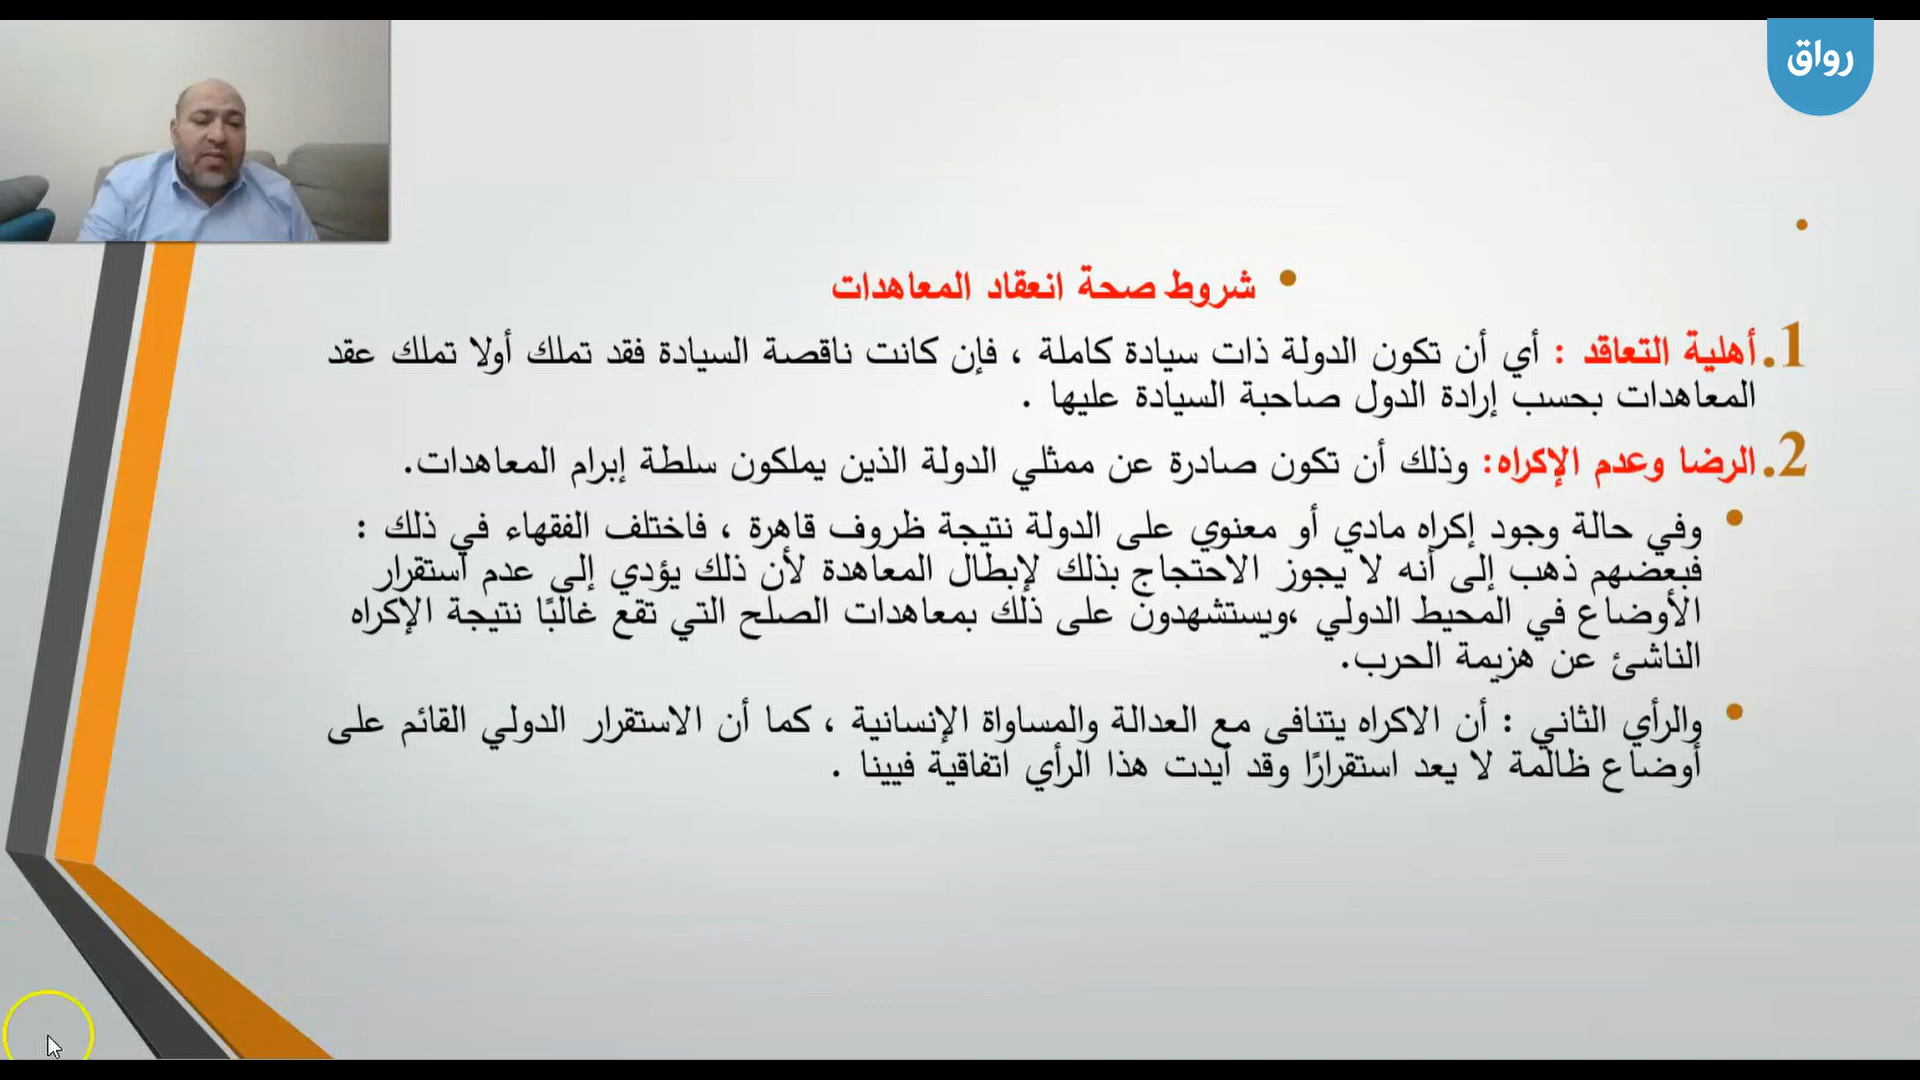 رواق
• شروط صحة انعقاد المعاهدات
1. أهلية التعاقد : أي أن تكون الدولة ذات سيادة كاملة ، فإن كانت ناقصة السيادة فقد تملك أولا تملك عقد
المعاهدات بحسب إرادة الدول صاحبة السيادة عليها .
2. الرضا وعدم الإكراه: وذلك أن تكون صادرة عن ممثلي الدولة الذين يملكون سلطة إبرام المعاهدات.
• وفي حالة وجود إكراه مادي أو معنوي على الدولة نتيجة ظروف قاهرة ، فاختلف الفقهاء في ذلك :
فبعضهم ذهب إلى أنه لا يجوز الاحتجاج بذلك لإبطال المعاهدة لأن ذلك يؤدي إلى عدم استقرار
الأوضاع في المحيط الدولي ،ويستشهدون على ذلك بمعاهدات الصلح التي تقع غالبًا نتيجة الإكراه
الناشئ عن هزيمة الحرب.
• والرأي الثاني : أن الاكراه يتنافى مع العدالة والمساواة الإنسانية ، كما أن الاستقرار الدولي القائم على
أوضاع ظالمة لا يعد استقرارًا وقد أيدت هذا الرأي اتفاقية فيينا .